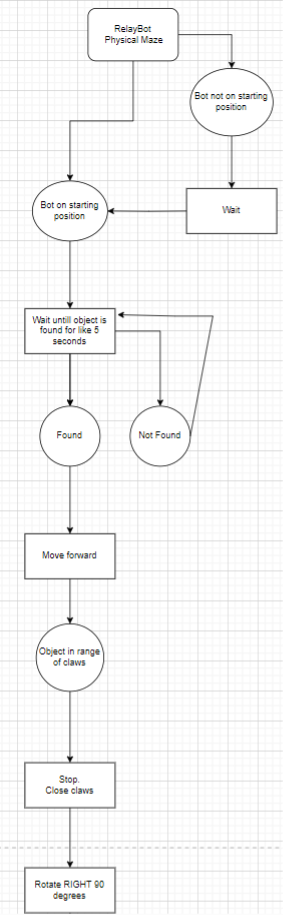 RelayBot
Physical Maze
Bot not on starting
position
Bot on starting
position
Wait
Wait untill object is
found for like 5
seconds
Found
Not Found
Move forward
Object in range
of claws
Stop.
Close claws
Rotate RIGHT 90
degrees